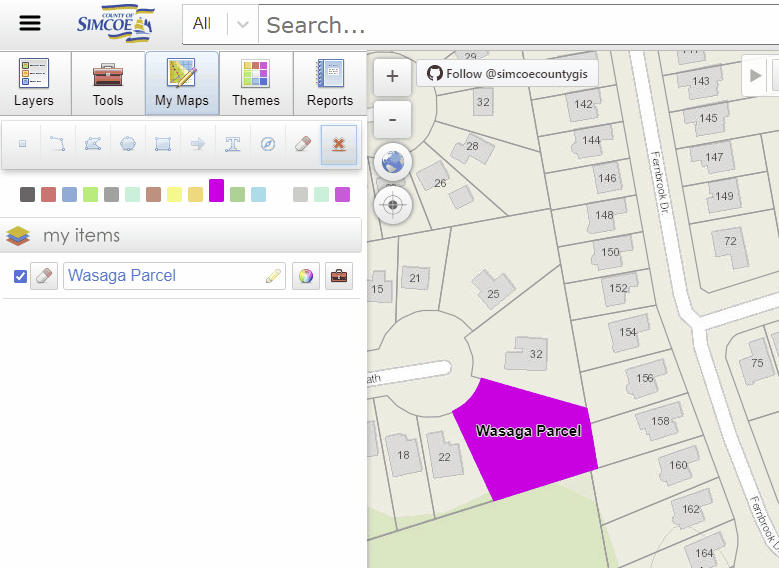 COUNTY OF
SIMCOE
All
Search...
Layers
Tools
My Maps
Themes
Reports
my items
Wasaga Parcel
+
-
Follow @simcoecountygis
29
32
28
26
142
143
144
145
146
147
148
149
150
72
152
154
156
75
158
160
162
164
15
21
25
32
18
22
ath
Wasaga Parcel
Fernbrook Dr.
Fernbrook D